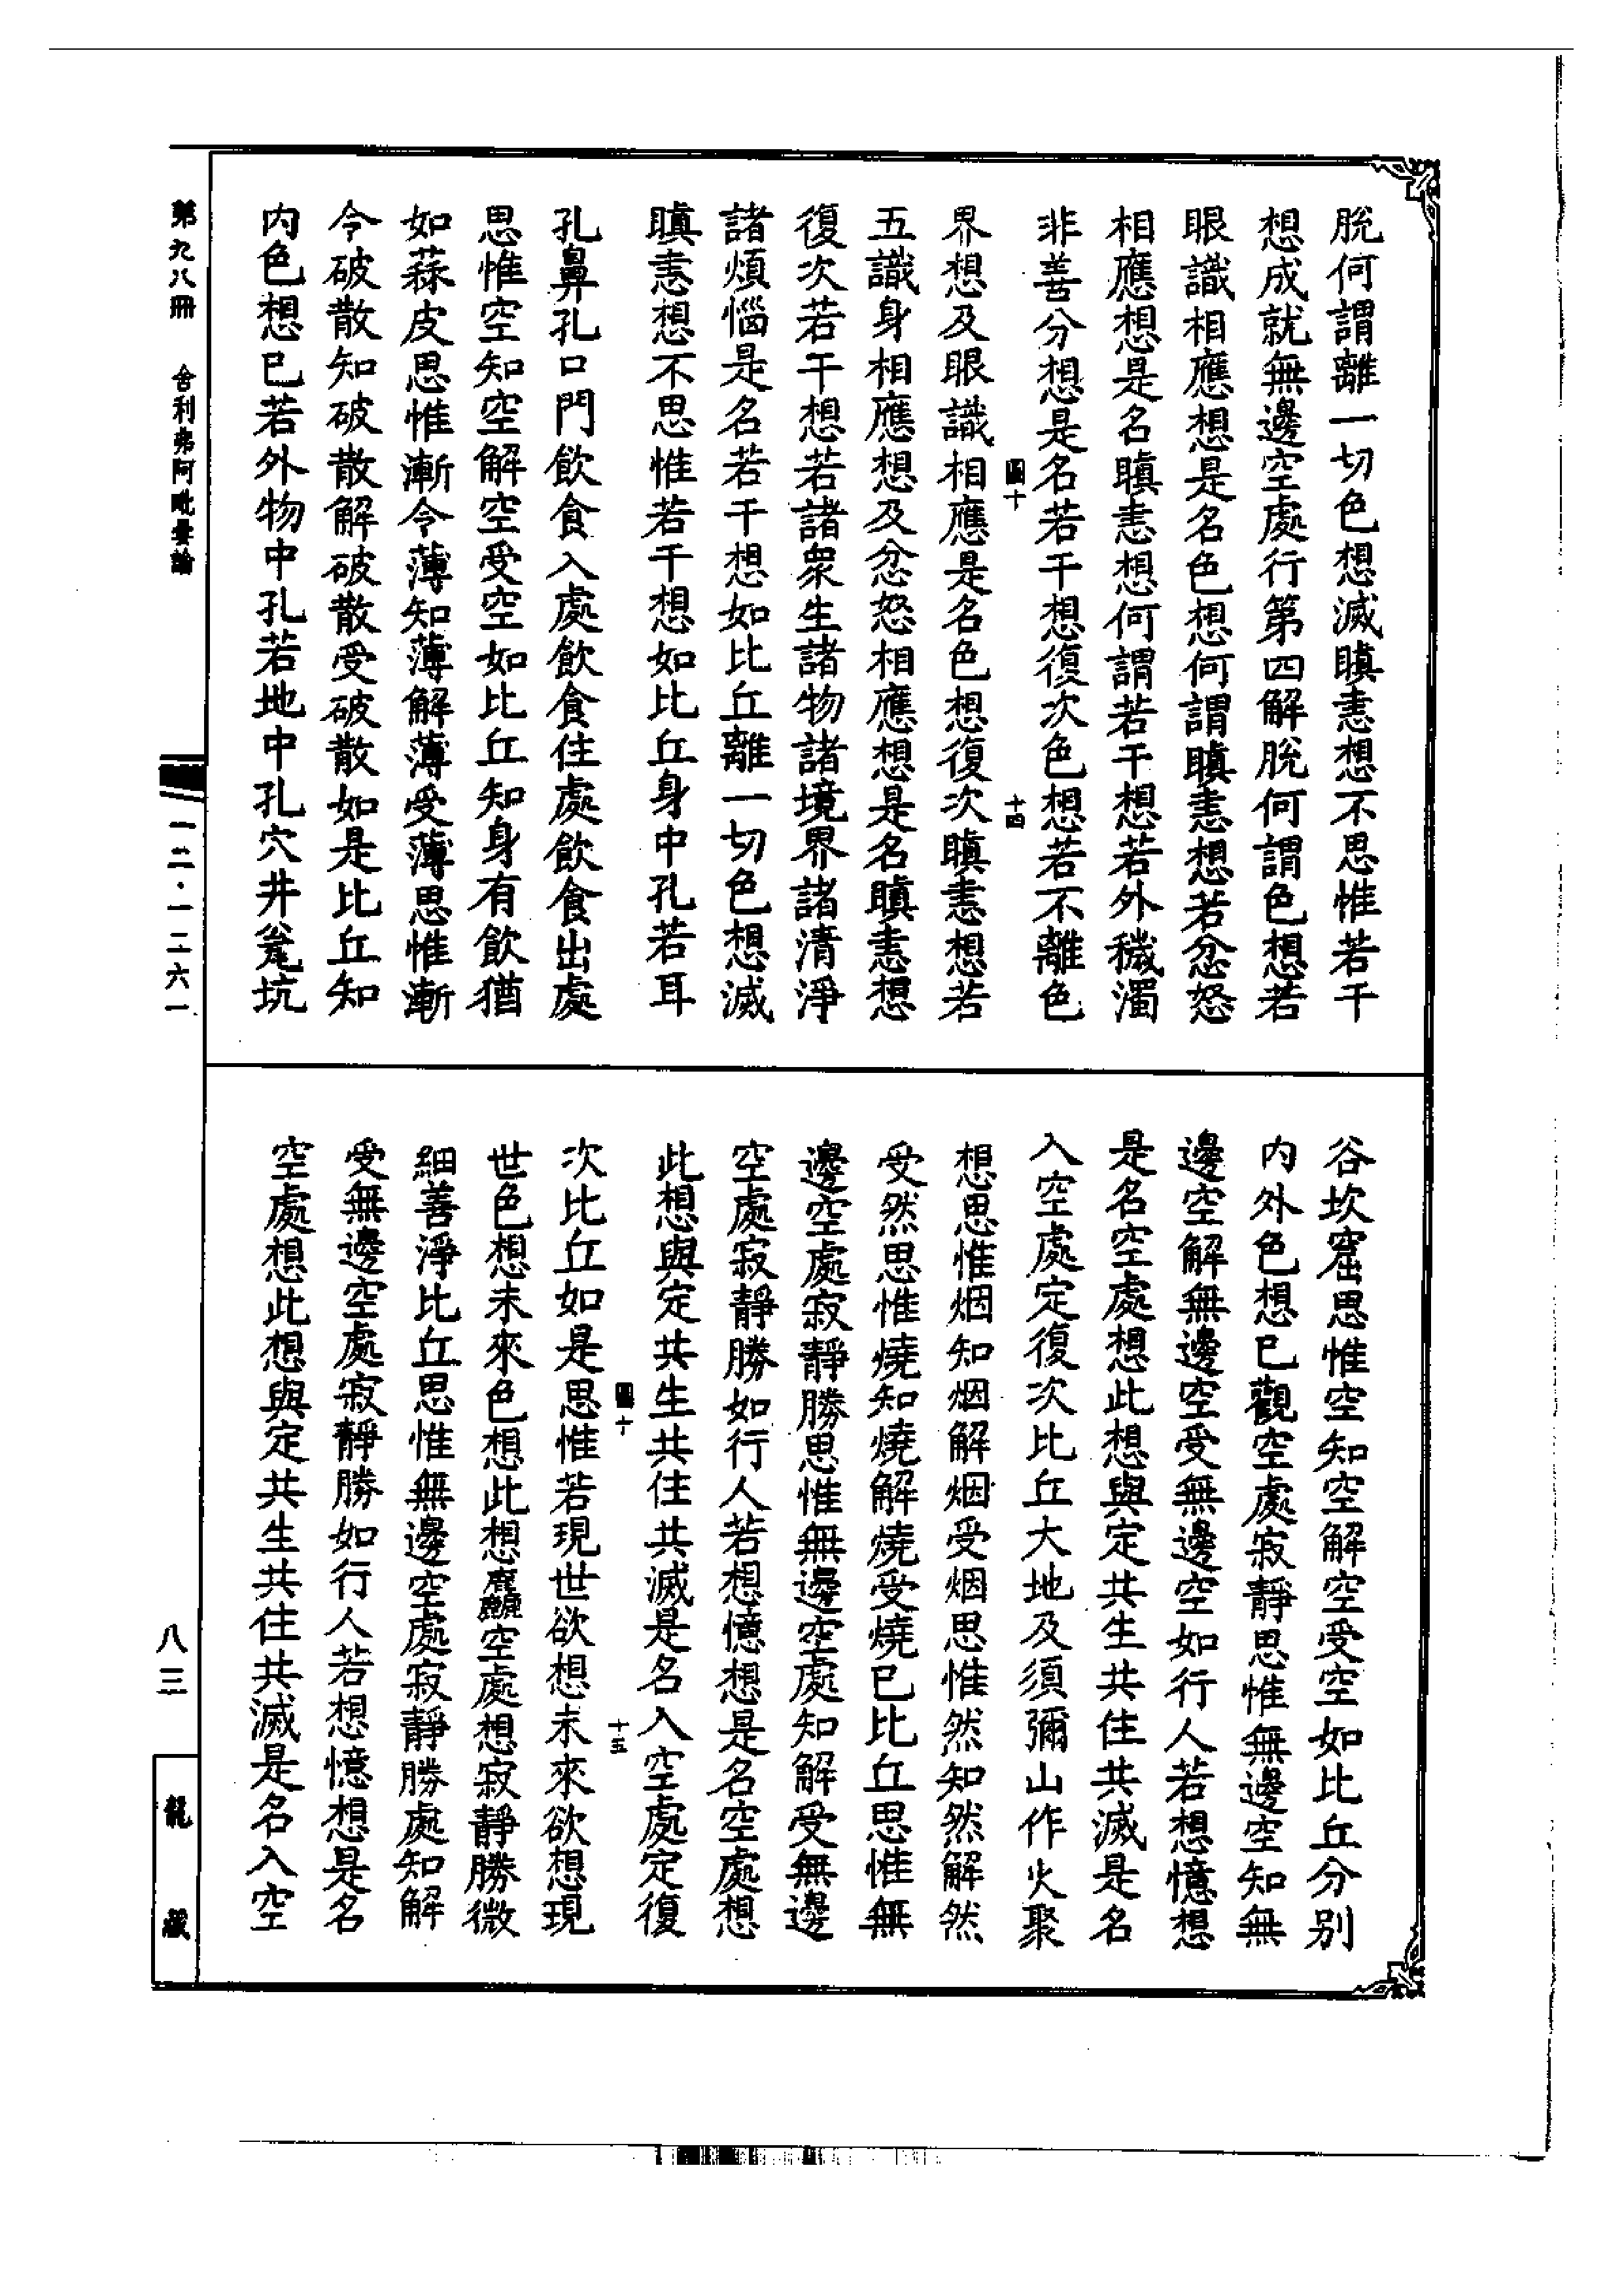 脫何謂離一切色想滅瞋恚想不思惟若干
想成就無邊空處行第四解脫何謂色想若
眼識相應想是名色想何謂瞋恚想若忿怒
相應想是名瞋恚想何謂若干想若外穢濁
非善分想是名若干想復次色想若不離色
十
十四
界想及眼識相應是名色想復次瞋恚想若
五識身相應想及忿怒相應想是名瞋恚想
復次若干想若諸衆生諸物諸境界諸清淨
諸煩惱是名若干想如比丘離一切色想滅
瞋恚想不思惟若干想如比丘身中孔若耳
孔鼻孔口門飲食入處飲食住處飲食出處
思惟空知空解空受空如比丘知身有飲猶
如蒜皮思惟漸令薄知薄解薄受薄思惟漸
令破散知破散解破散受破散如是比丘知
內色想已若外物中孔若地中孔穴井瓮坑
谷坎窟思惟空知空解空受空如比丘分別
內外色想已觀空處寂靜思惟無邊空知無
邊空解無邊空受無邊空如行人若想憶想
是名空處想此想與定共生共住共滅是名
入空處定復次比丘大地及須彌山作火聚
想思惟烟知烟解烟受烟思惟然知然解然
受然思惟燒知燒解燒受燒已比丘思惟無
邊空處寂靜勝思惟無邊空處知解受無邊
空處寂靜勝如行人若想憶想是名空處想
此想與定共生共住共滅是名入空處定復
十
十五
次比丘如是思惟若現世欲想未來欲想現
世色想未來色想此想麤空處想寂靜勝微
細善淨比丘思惟無邊空處寂靜勝處知解
受無邊空處寂靜勝如行人若想憶想是名
空處想此想與定共生共住共滅是名入空
第九八冊 舍利弗阿毗曇論
一二·一二六一
八三
龍藏